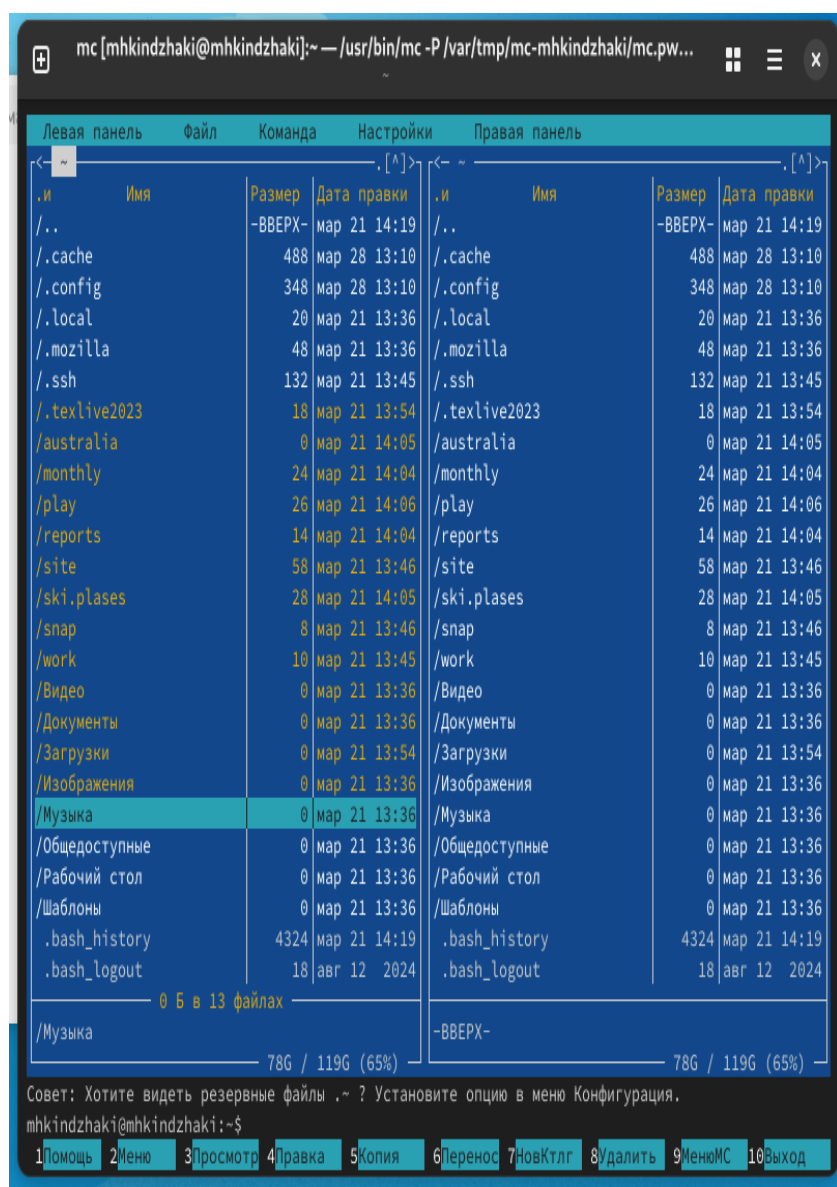 mc [mhkindzhaki@mhkindzhaki]:~ — /usr/bin/mc -P /var/tmp/mc-mhkindzhaki/mc.pw...
~
Левая панель Файл Команда Настройки Правая панель
<- ~ .[^]> <- ~ .[^]>
.и Имя Размер Дата правки .и Имя Размер Дата правки
/.. -ВВЕРХ- мар 21 14:19 /.. -ВВЕРХ- мар 21 14:19
/.cache 488 мар 28 13:10 /.cache 488 мар 28 13:10
/.config 348 мар 28 13:10 /.config 348 мар 28 13:10
/.local 20 мар 21 13:36 /.local 20 мар 21 13:36
/.mozilla 48 мар 21 13:36 /.mozilla 48 мар 21 13:36
/.ssh 132 мар 21 13:45 /.ssh 132 мар 21 13:45
/.texlive2023 18 мар 21 13:54 /.texlive2023 18 мар 21 13:54
/australia 0 мар 21 14:05 /australia 0 мар 21 14:05
/monthly 24 мар 21 14:04 /monthly 24 мар 21 14:04
/play 26 мар 21 14:06 /play 26 мар 21 14:06
/reports 14 мар 21 14:04 /reports 14 мар 21 14:04
/site 58 мар 21 13:46 /site 58 мар 21 13:46
/ski.plases 28 мар 21 14:05 /ski.plases 28 мар 21 14:05
/snap 8 мар 21 13:46 /snap 8 мар 21 13:46
/work 10 мар 21 13:45 /work 10 мар 21 13:45
/Видео 0 мар 21 13:36 /Видео 0 мар 21 13:36
/Документы 0 мар 21 13:36 /Документы 0 мар 21 13:36
/Загрузки 0 мар 21 13:54 /Загрузки 0 мар 21 13:54
/Изображения 0 мар 21 13:36 /Изображения 0 мар 21 13:36
/Музыка 0 мар 21 13:36 /Музыка 0 мар 21 13:36
/Общедоступные 0 мар 21 13:36 /Общедоступные 0 мар 21 13:36
/Рабочий стол 0 мар 21 13:36 /Рабочий стол 0 мар 21 13:36
/Шаблоны 0 мар 21 13:36 /Шаблоны 0 мар 21 13:36
.bash_history 4324 мар 21 14:19 .bash_history 4324 мар 21 14:19
.bash_logout 18 авг 12 2024 .bash_logout 18 авг 12 2024
0 Б в 13 файлах
/Музыка -ВВЕРХ-
78G / 119G (65%) 78G / 119G (65%)
Совет: Хотите видеть резервные файлы .~ ? Установите опцию в меню Конфигурация.
mhkindzhaki@mhkindzhaki:~$
1Помощь 2Меню 3Просмотр 4Правка 5Копия 6Перенос 7НовКтлг 8Удалить 9МенюMC 10Выход